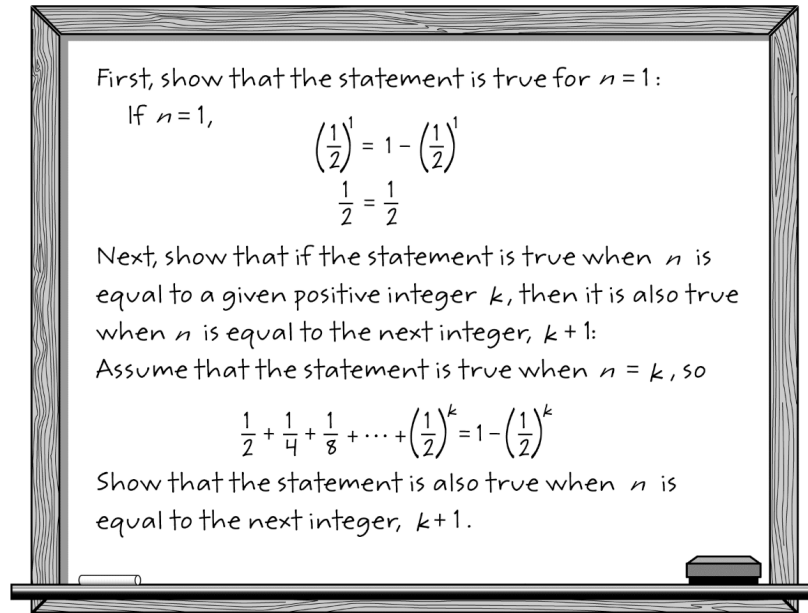 First, show that the statement is true for n = 1:
If n = 1,
(1/2)^1 = 1 - (1/2)^1
1/2 = 1/2
Next, show that if the statement is true when n is
equal to a given positive integer k, then it is also true
when n is equal to the next integer, k + 1:
Assume that the statement is true when n = k, so
1/2 + 1/4 + 1/8 + ··· + (1/2)^k = 1 - (1/2)^k
Show that the statement is also true when n is
equal to the next integer, k + 1.